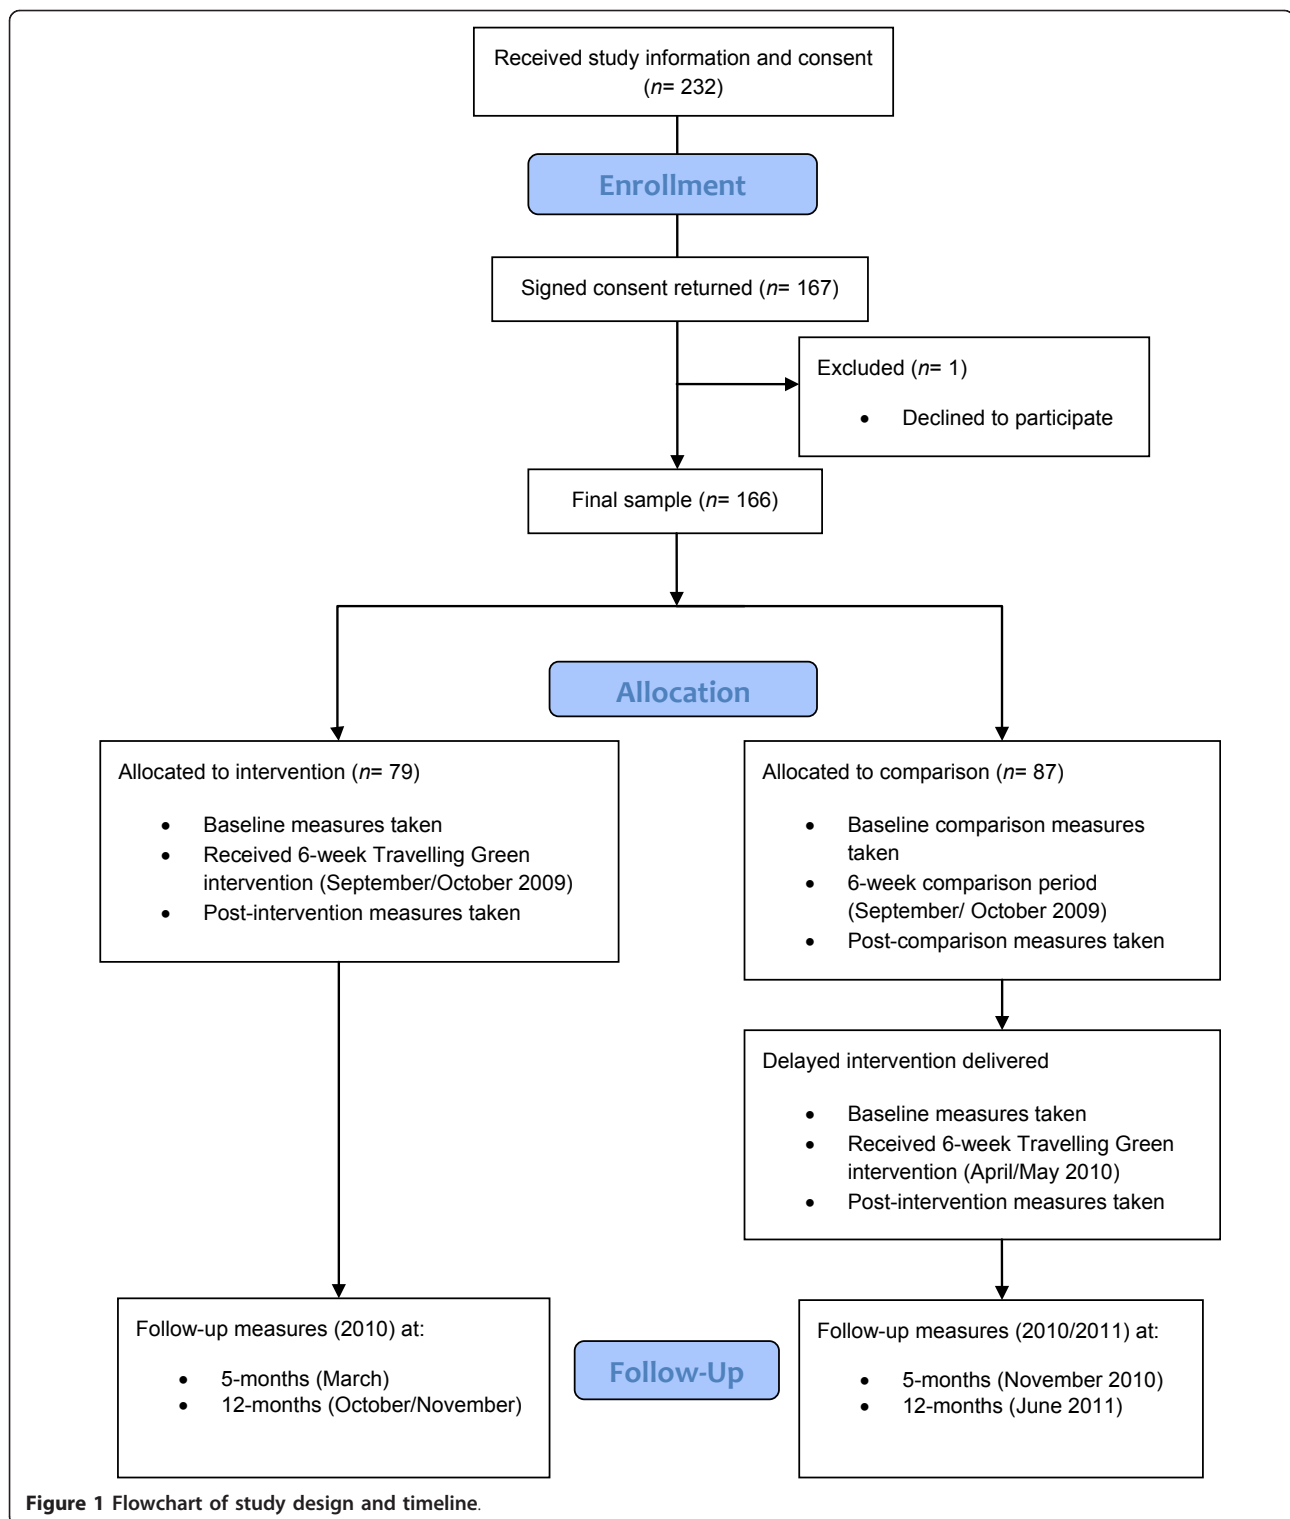 Received study information and consent
(n= 232)
Enrollment
Signed consent returned (n= 167)
Excluded (n= 1)
• Declined to participate
Final sample (n= 166)
Allocation
Allocated to intervention (n= 79)
• Baseline measures taken
• Received 6-week Travelling Green
intervention (September/October 2009)
• Post-intervention measures taken
Allocated to comparison (n= 87)
• Baseline comparison measures
taken
• 6-week comparison period
(September/ October 2009)
• Post-comparison measures taken
Delayed intervention delivered
• Baseline measures taken
• Received 6-week Travelling Green
intervention (April/May 2010)
• Post-intervention measures taken
Follow-up measures (2010) at:
• 5-months (March)
• 12-months (October/November)
Follow-Up
Follow-up measures (2010/2011) at:
• 5-months (November 2010)
• 12-months (June 2011)
Figure 1 Flowchart of study design and timeline.